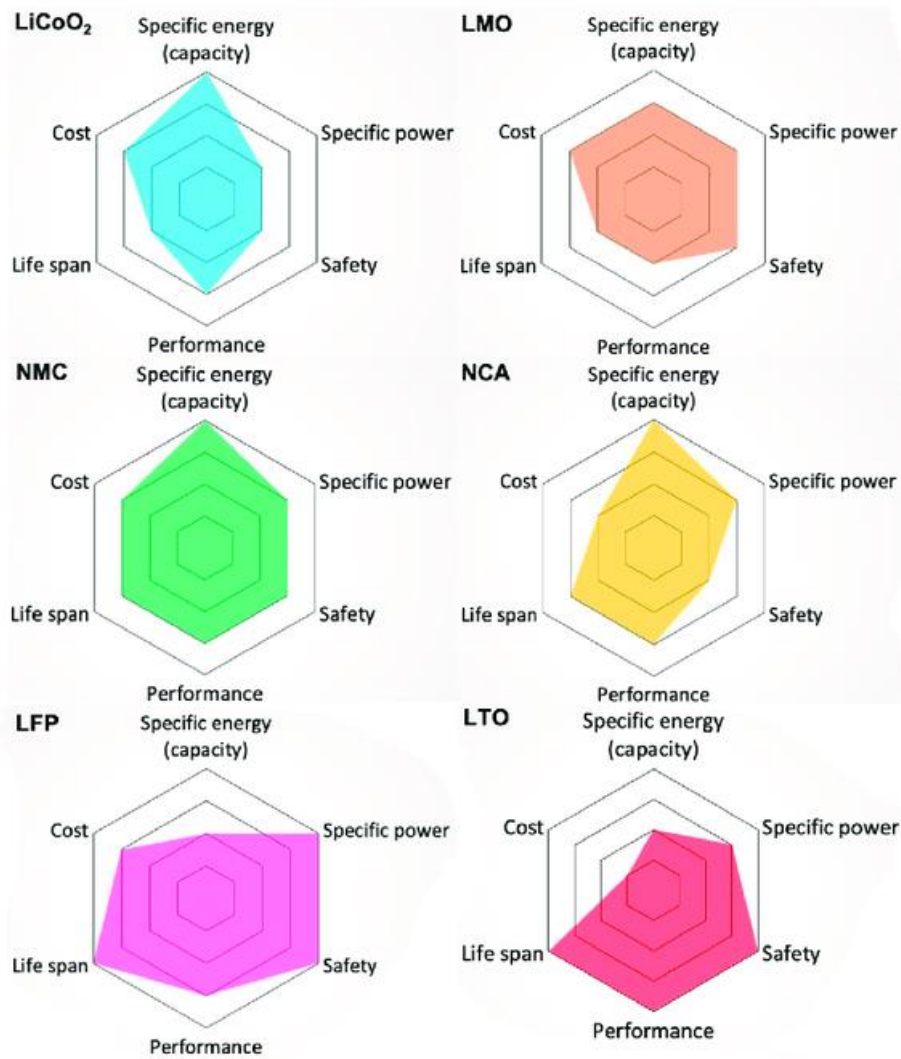 LiCoO₂
Specific energy
(capacity)
Cost
Specific power
Life span
Safety
Performance
LMO
Specific energy
(capacity)
Cost
Specific power
Life span
Safety
Performance
NMC
Specific energy
(capacity)
Cost
Specific power
Life span
Safety
Performance
NCA
Specific energy
(capacity)
Cost
Specific power
Life span
Safety
Performance
LFP
Specific energy
(capacity)
Cost
Specific power
Life span
Safety
Performance
LTO
Specific energy
(capacity)
Cost
Specific power
Life span
Safety
Performance